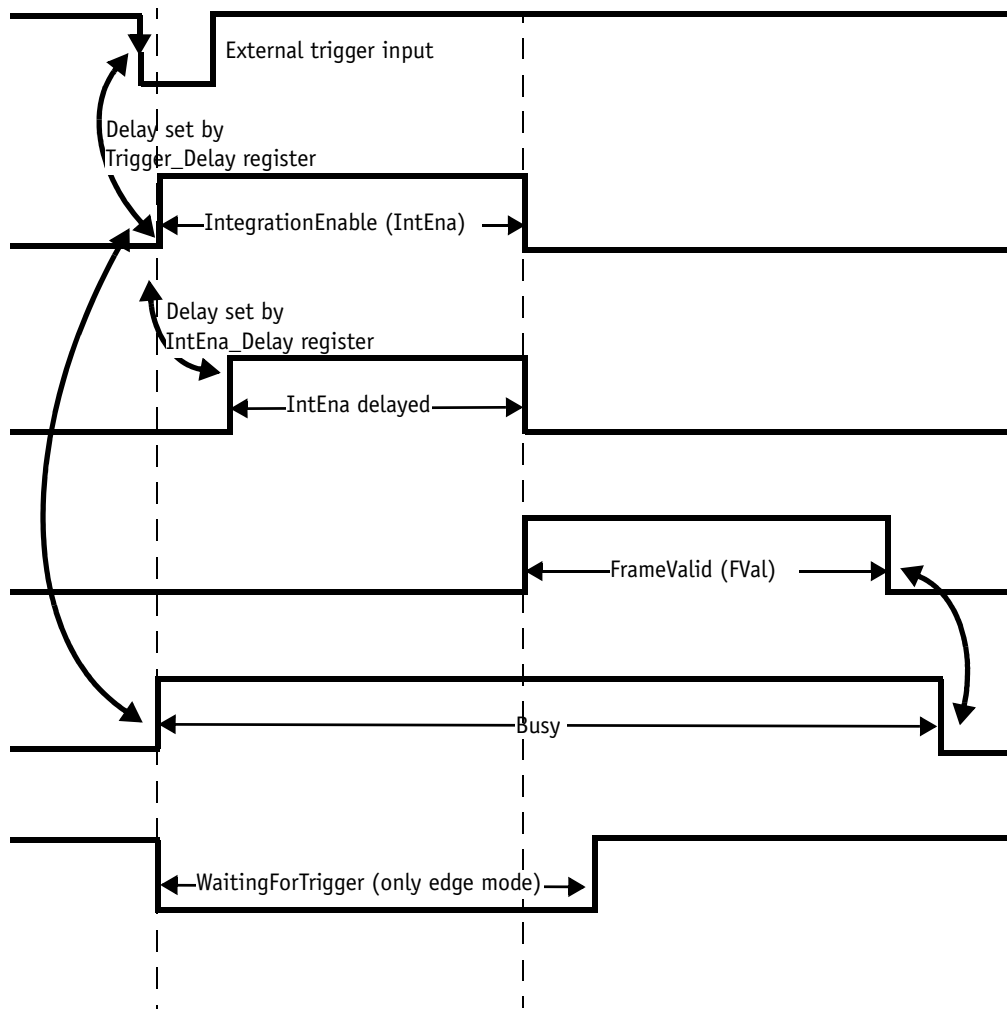 External trigger input
Delay set by
Trigger_Delay register
IntegrationEnable (IntEna)
Delay set by
IntEna_Delay register
IntEna delayed
FrameValid (FVal)
Busy
WaitingForTrigger (only edge mode)